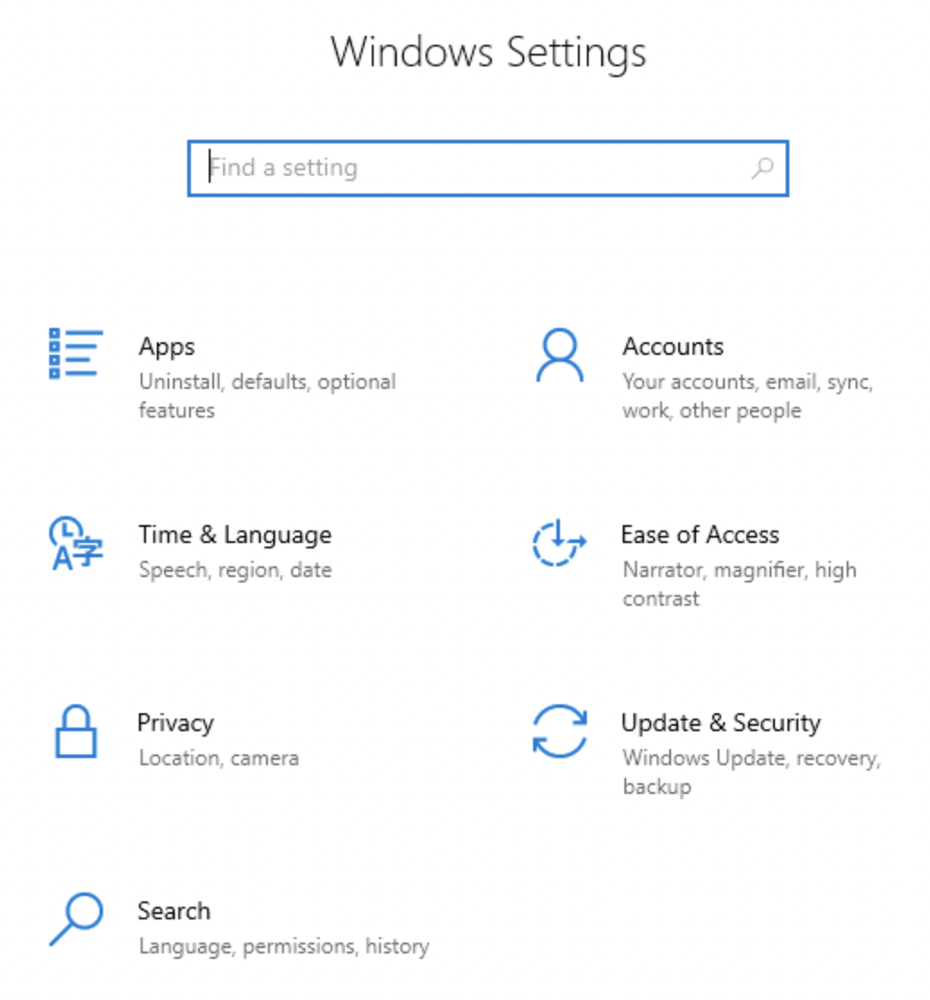 Windows Settings
Find a setting
Apps
Uninstall, defaults, optional
features
Accounts
Your accounts, email, sync,
work, other people
Time & Language
Speech, region, date
Ease of Access
Narrator, magnifier, high
contrast
Privacy
Location, camera
Update & Security
Windows Update, recovery,
backup
Search
Language, permissions, history